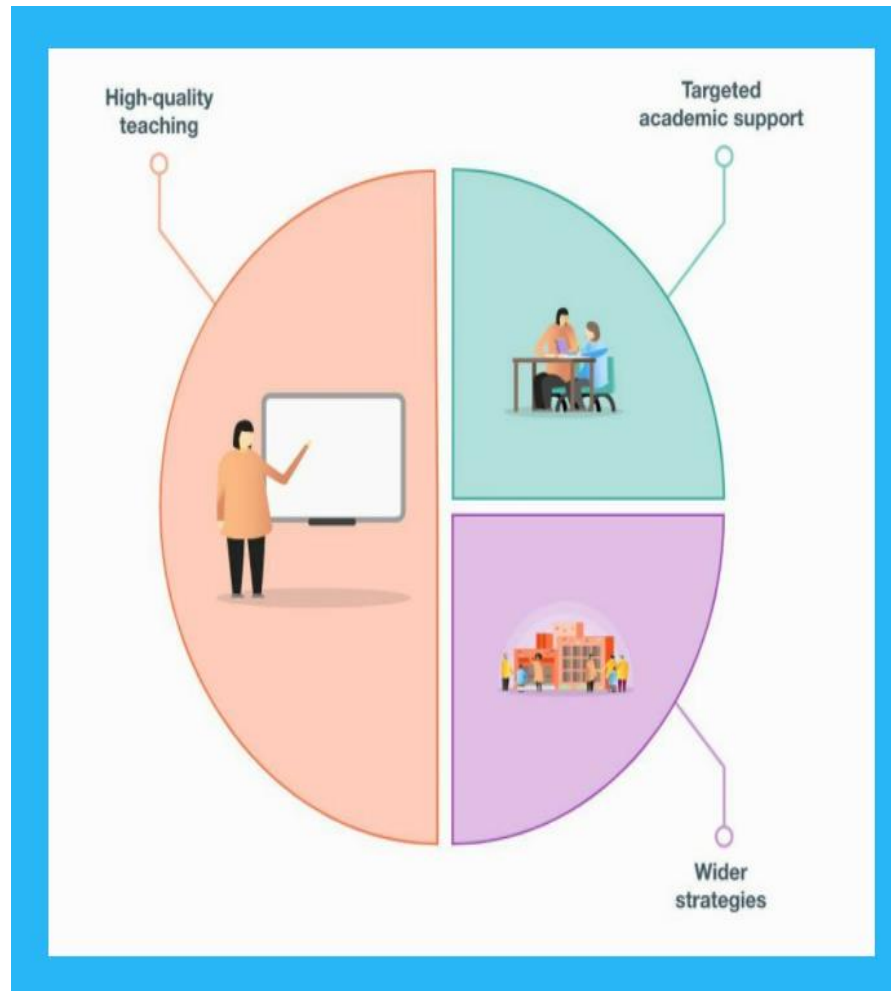 High-quality
teaching
Targeted
academic support
Wider
strategies